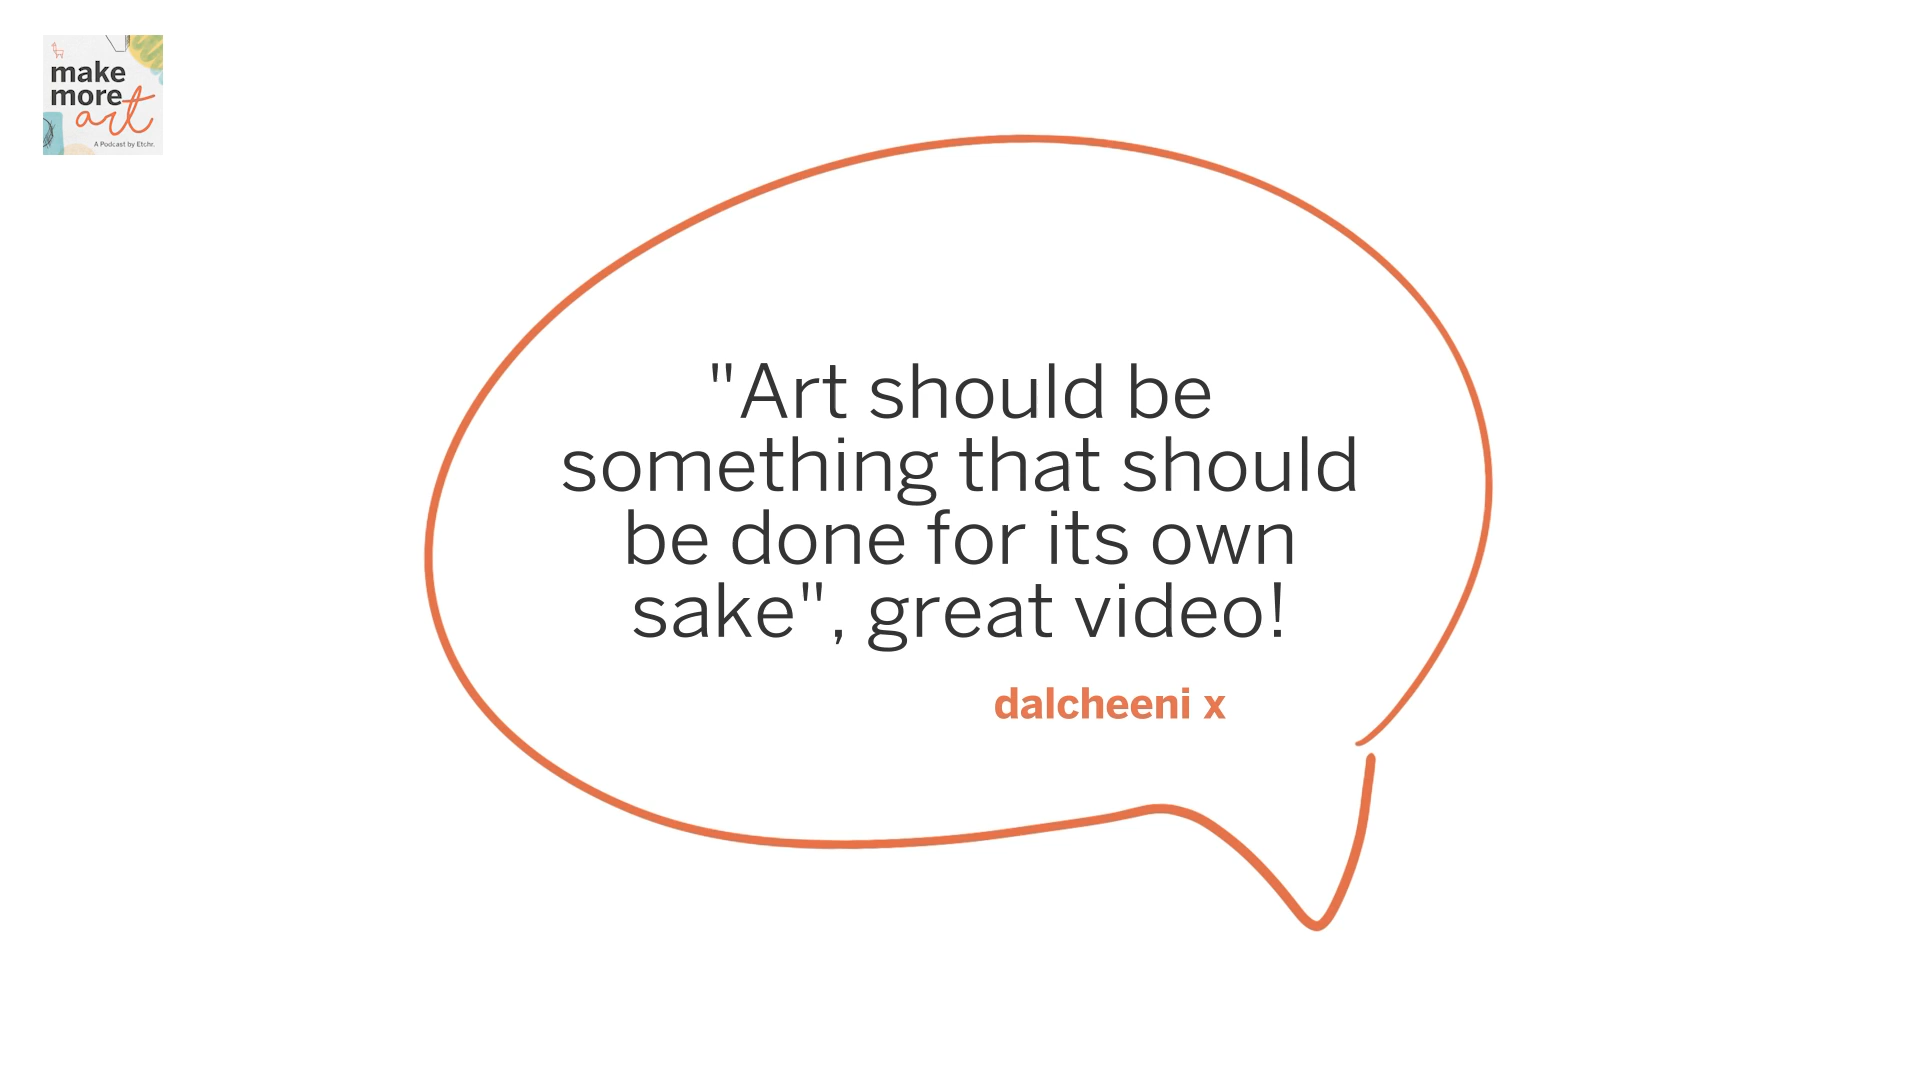 make
more
art
A Podcast by Etchr.
"Art should be
something that should
be done for its own
sake", great video!
dalcheeni x